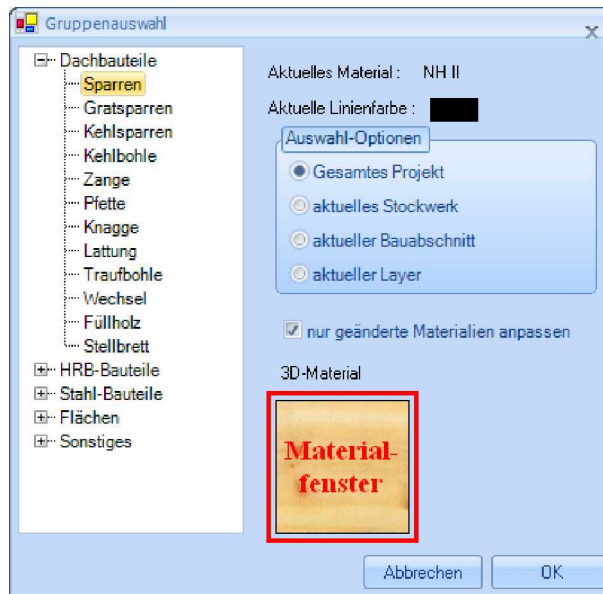 Gruppenauswahl
Dachbauteile
Sparren
Gratsparren
Kehlsparren
Kehlbohle
Zange
Pfette
Knagge
Lattung
Traufbohle
Wechsel
Füllholz
Stellbrett
HRB-Bauteile
Stahl-Bauteile
Flächen
Sonstiges
Aktuelles Material : NH II
Aktuelle Linienfarbe :
Auswahl-Optionen
Gesamtes Projekt
aktuelles Stockwerk
aktueller Bauabschnitt
aktueller Layer
nur geänderte Materialien anpassen
3D-Material
Material-
fenster
Abbrechen OK